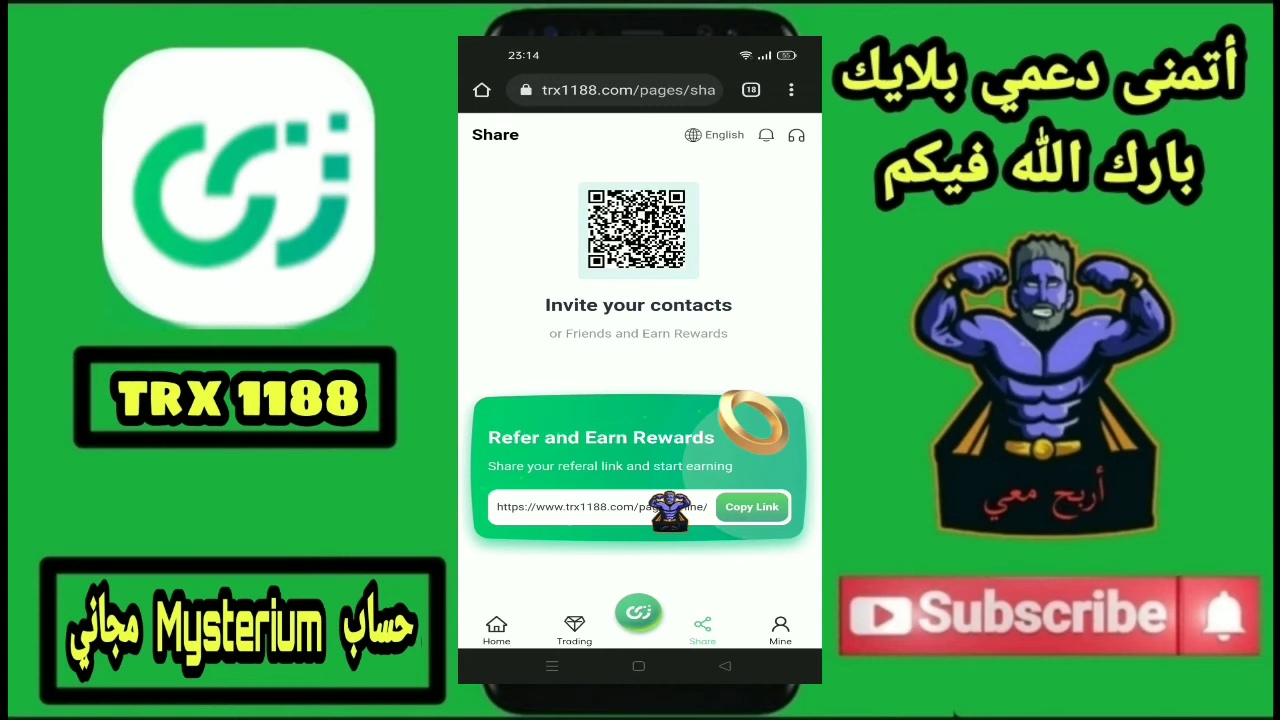 TRX 1188
حساب Mysterium مجاني
23:14
55
trx1188.com/pages/sha
18
Share
English
Invite your contacts
or Friends and Earn Rewards
Refer and Earn Rewards
Share your referal link and start earning
https://www.trx1188.com/pag
Copy Link
Home
Trading
Share
Mine
أتمنى دعمي بلايك
بارك الله فيكم
أربح معي
Subscribe